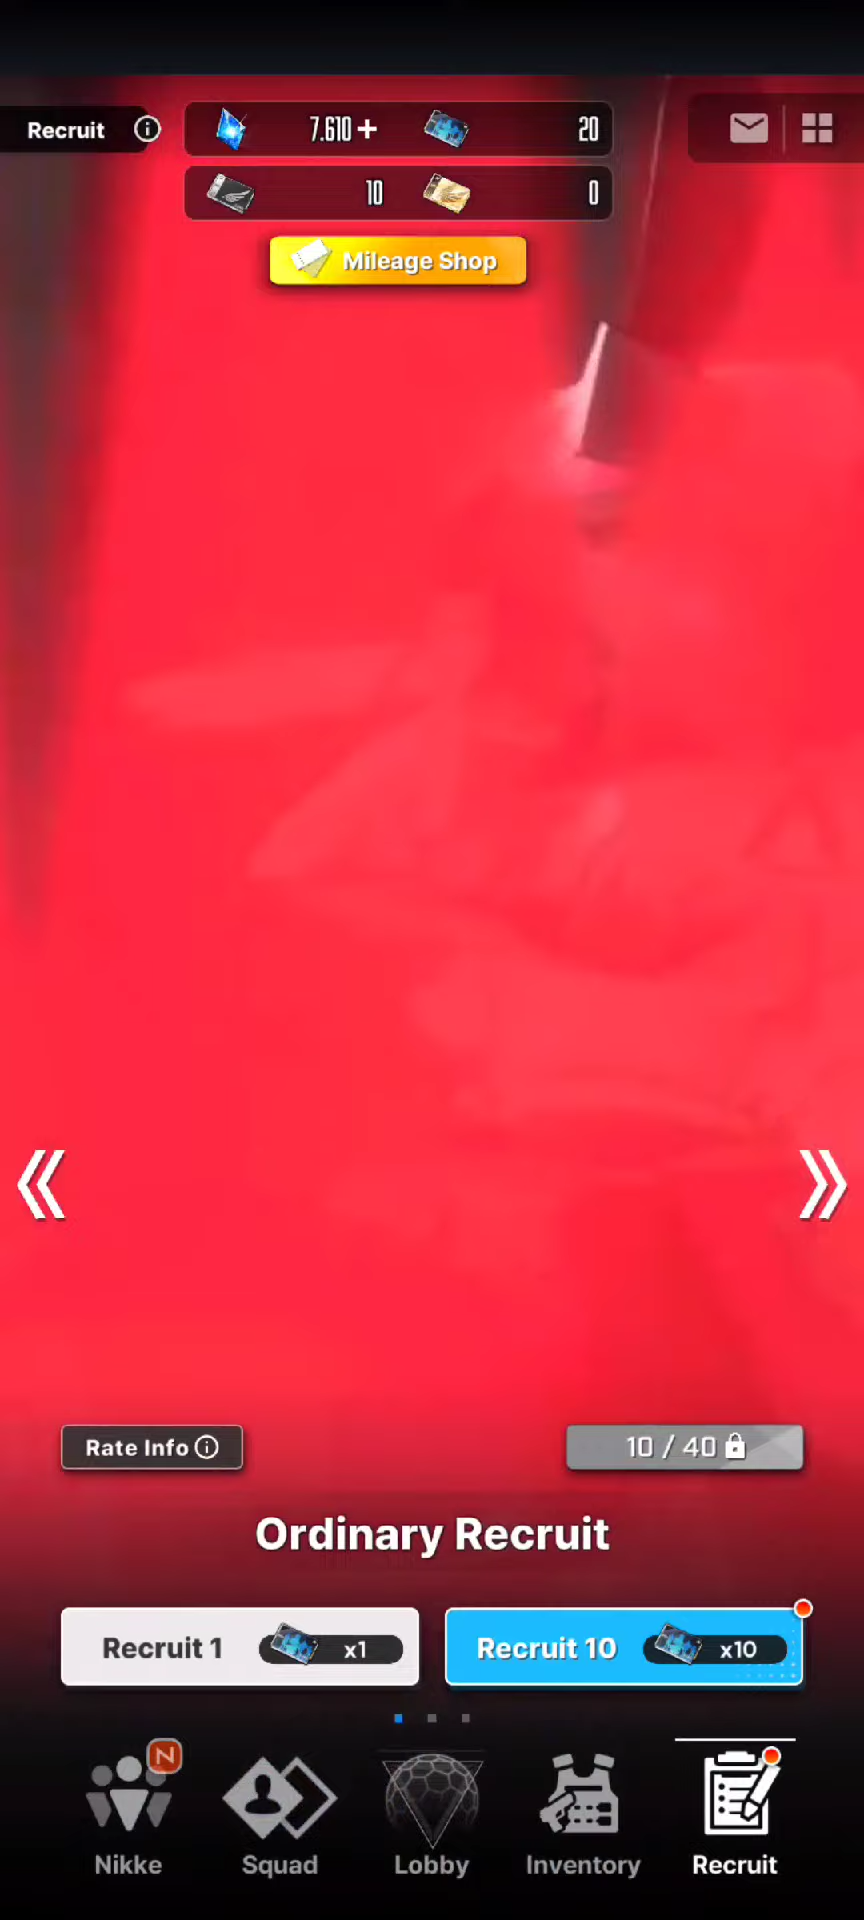 Recruit
7.610 + 20
10 0
Mileage Shop
Rate Info
10 / 40
Ordinary Recruit
Recruit 1 x1
Recruit 10 x10
N
Nikke
Squad
Lobby
Inventory
Recruit